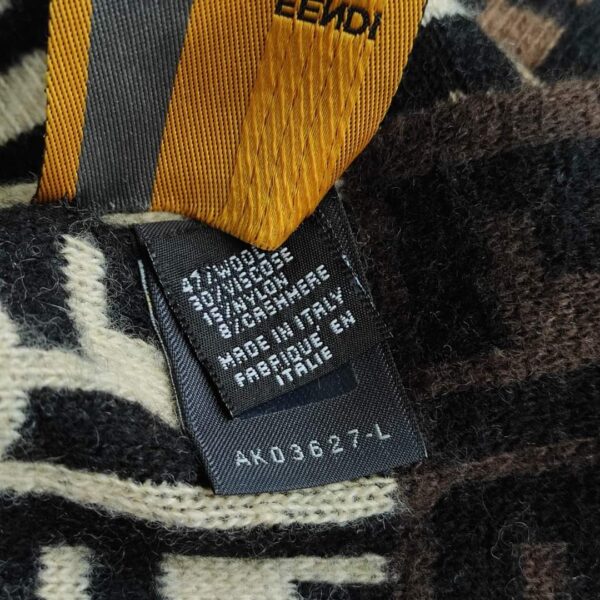 FENDI
47/WOOL
30/VISCOSE
15/NYLON
8/CASHMERE
MADE IN ITALY
FABRIQUE EN
ITALIE
AK03627-L